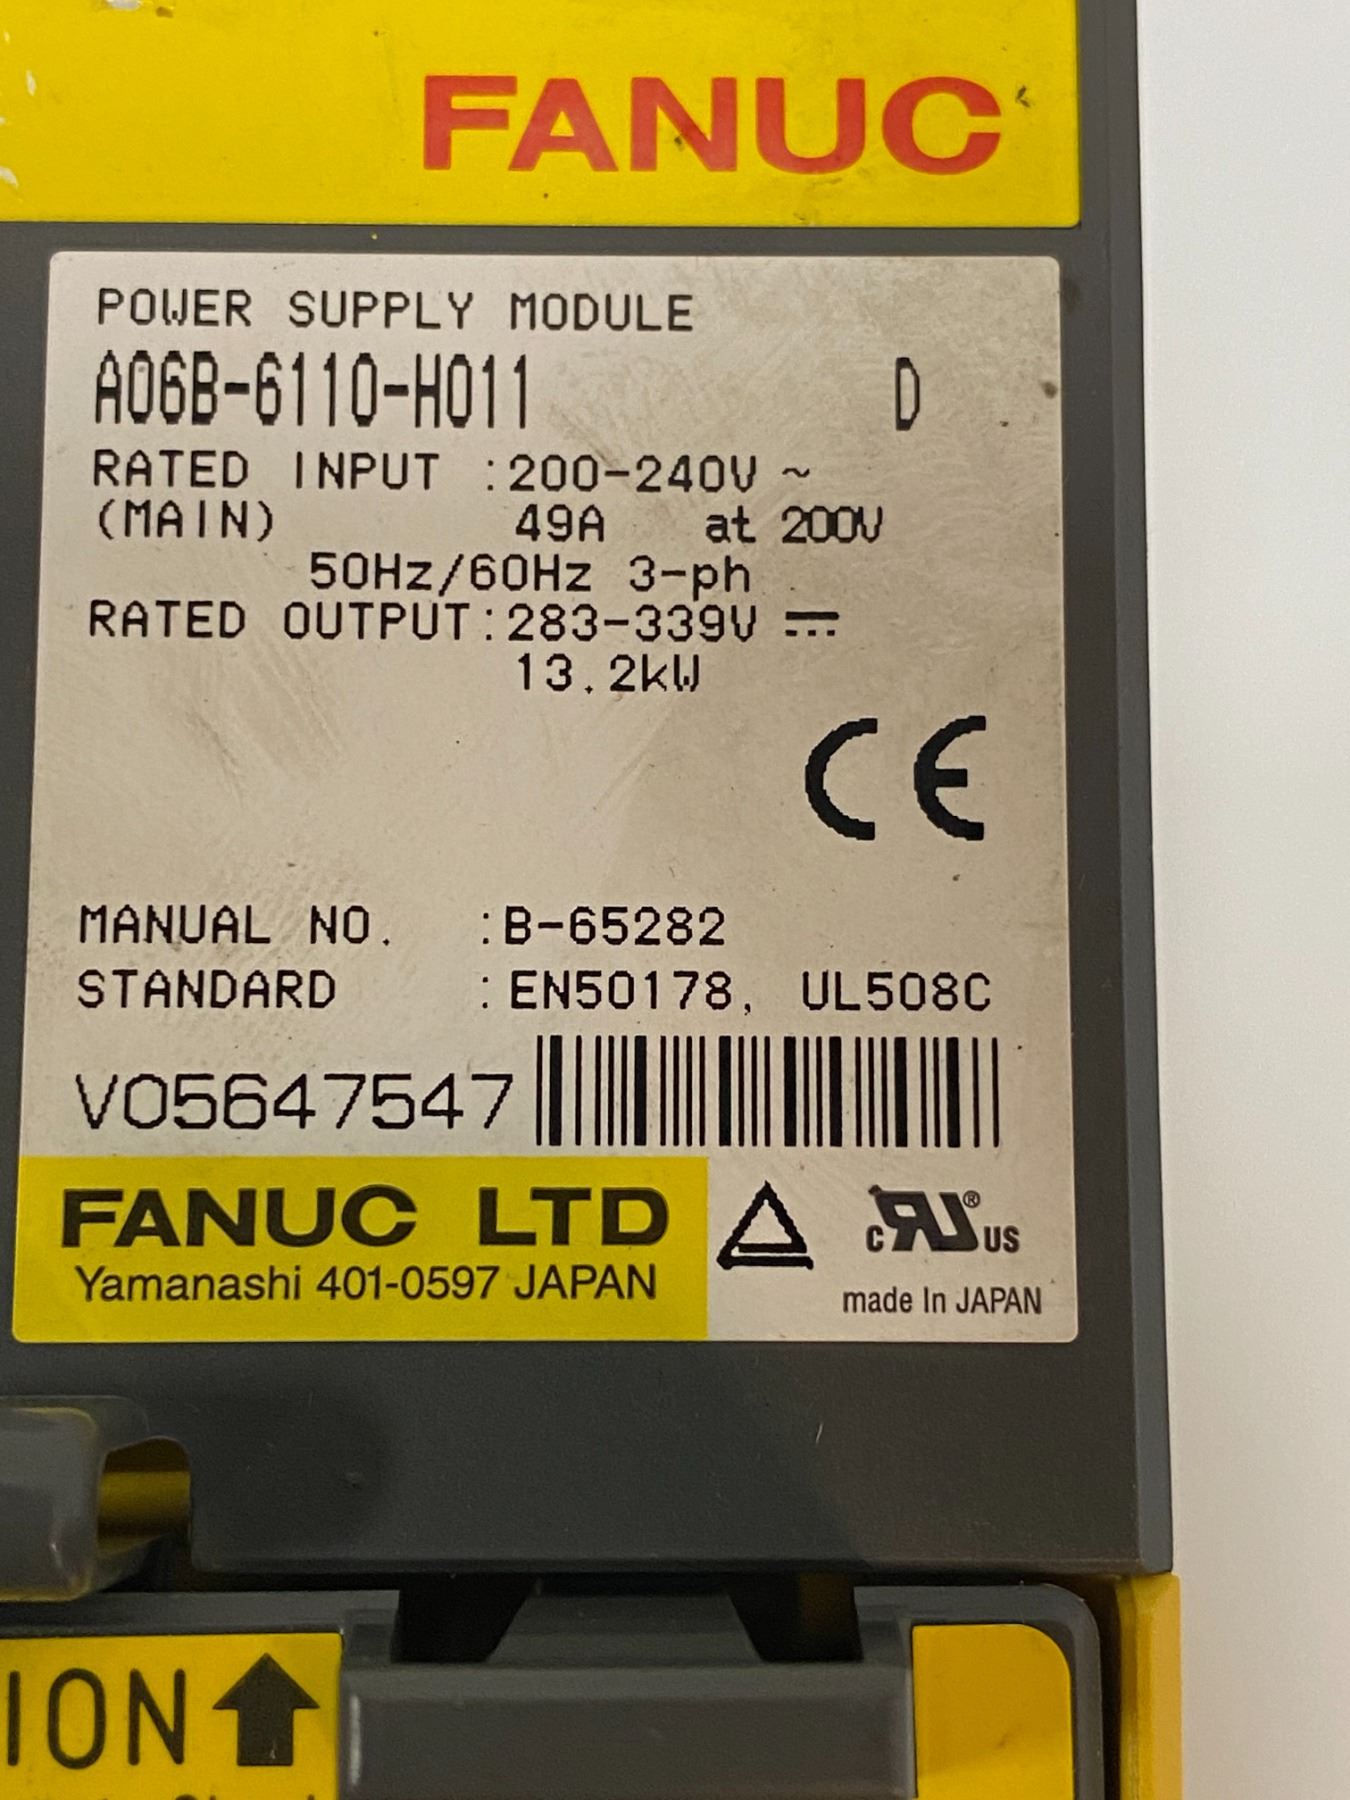 FANUC
POWER SUPPLY MODULE
A06B-6110-H011 D
RATED INPUT :200-240V ~
(MAIN) 49A at 200V
50Hz/60Hz 3-ph
RATED OUTPUT:283-339V ⎓
13.2kW
CE
MANUAL NO. :B-65282
STANDARD :EN50178, UL508C
V05647547
FANUC LTD
Yamanashi 401-0597 JAPAN
c RU ® US
made In JAPAN
ION